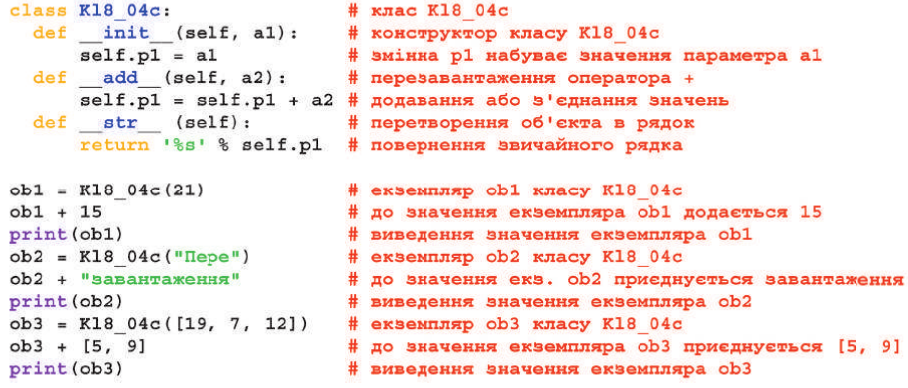 class K18_04c: # клас K18_04c
def __init__(self, a1): # конструктор класу K18_04c
self.p1 = a1 # змінна p1 набуває значення параметра a1
def __add__(self, a2): # перезавантаження оператора +
self.p1 = self.p1 + a2 # додавання або з'єднання значень
def __str__ (self): # перетворення об'єкта в рядок
return '%s' % self.p1 # повернення звичайного рядка
ob1 = K18_04c(21) # екземпляр ob1 класу K18_04c
ob1 + 15 # до значення екземпляра ob1 додається 15
print(ob1) # виведення значення екземпляра ob1
ob2 = K18_04c("Пере") # екземпляр ob2 класу K18_04c
ob2 + "завантаження" # до значення екз. ob2 приєднується завантаження
print(ob2) # виведення значення екземпляра ob2
ob3 = K18_04c([19, 7, 12]) # екземпляр ob3 класу K18_04c
ob3 + [5, 9] # до значення екземпляра ob3 приєднується [5, 9]
print(ob3) # виведення значення екземпляра ob3